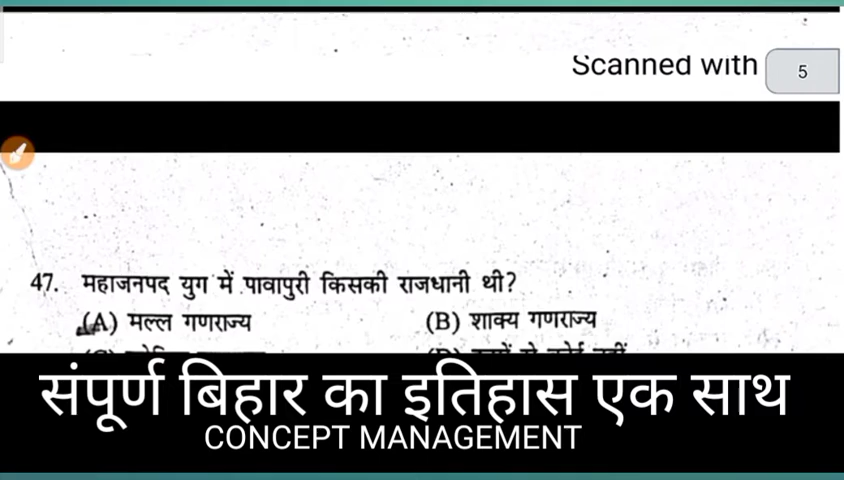 Scanned with
5
47. महाजनपद युग में पावापुरी किसकी राजधानी थी?
(A) मल्ल गणराज्य (B) शाक्य गणराज्य
संपूर्ण बिहार का इतिहास एक साथ
CONCEPT MANAGEMENT